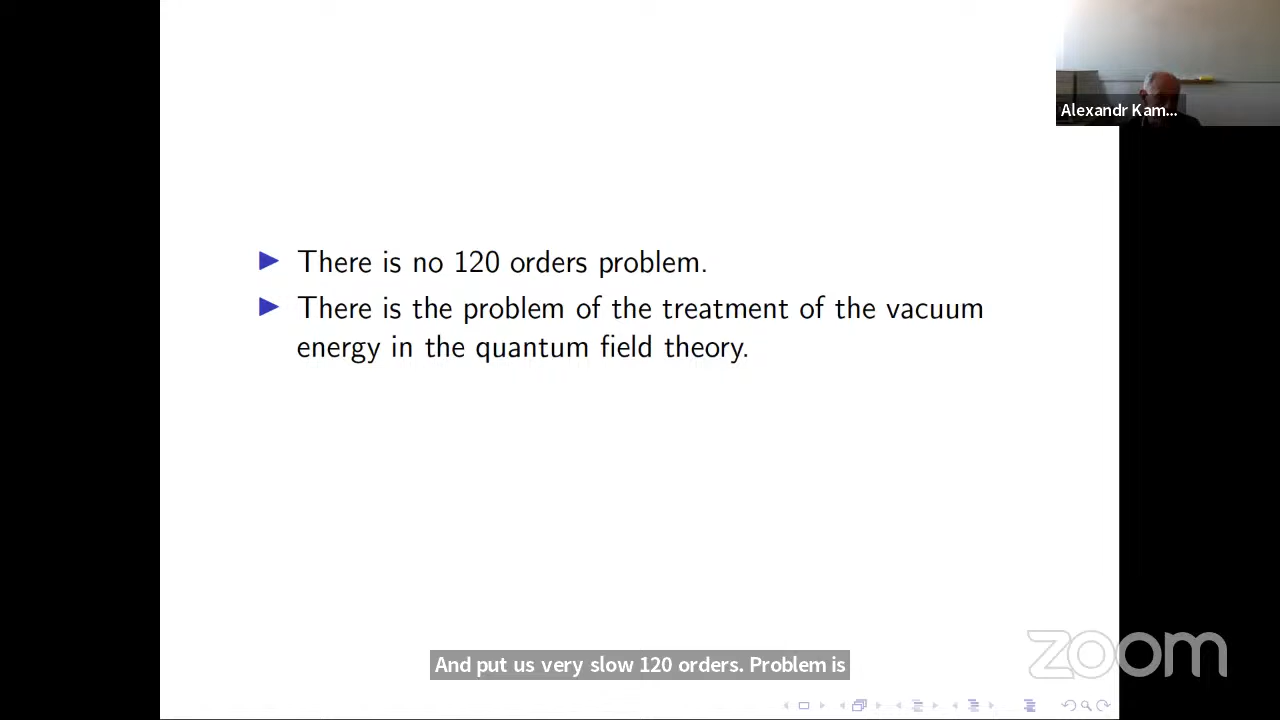 Alexandr Kam...
There is no 120 orders problem.
There is the problem of the treatment of the vacuum
energy in the quantum field theory.
And put us very slow 120 orders. Problem is
zoom